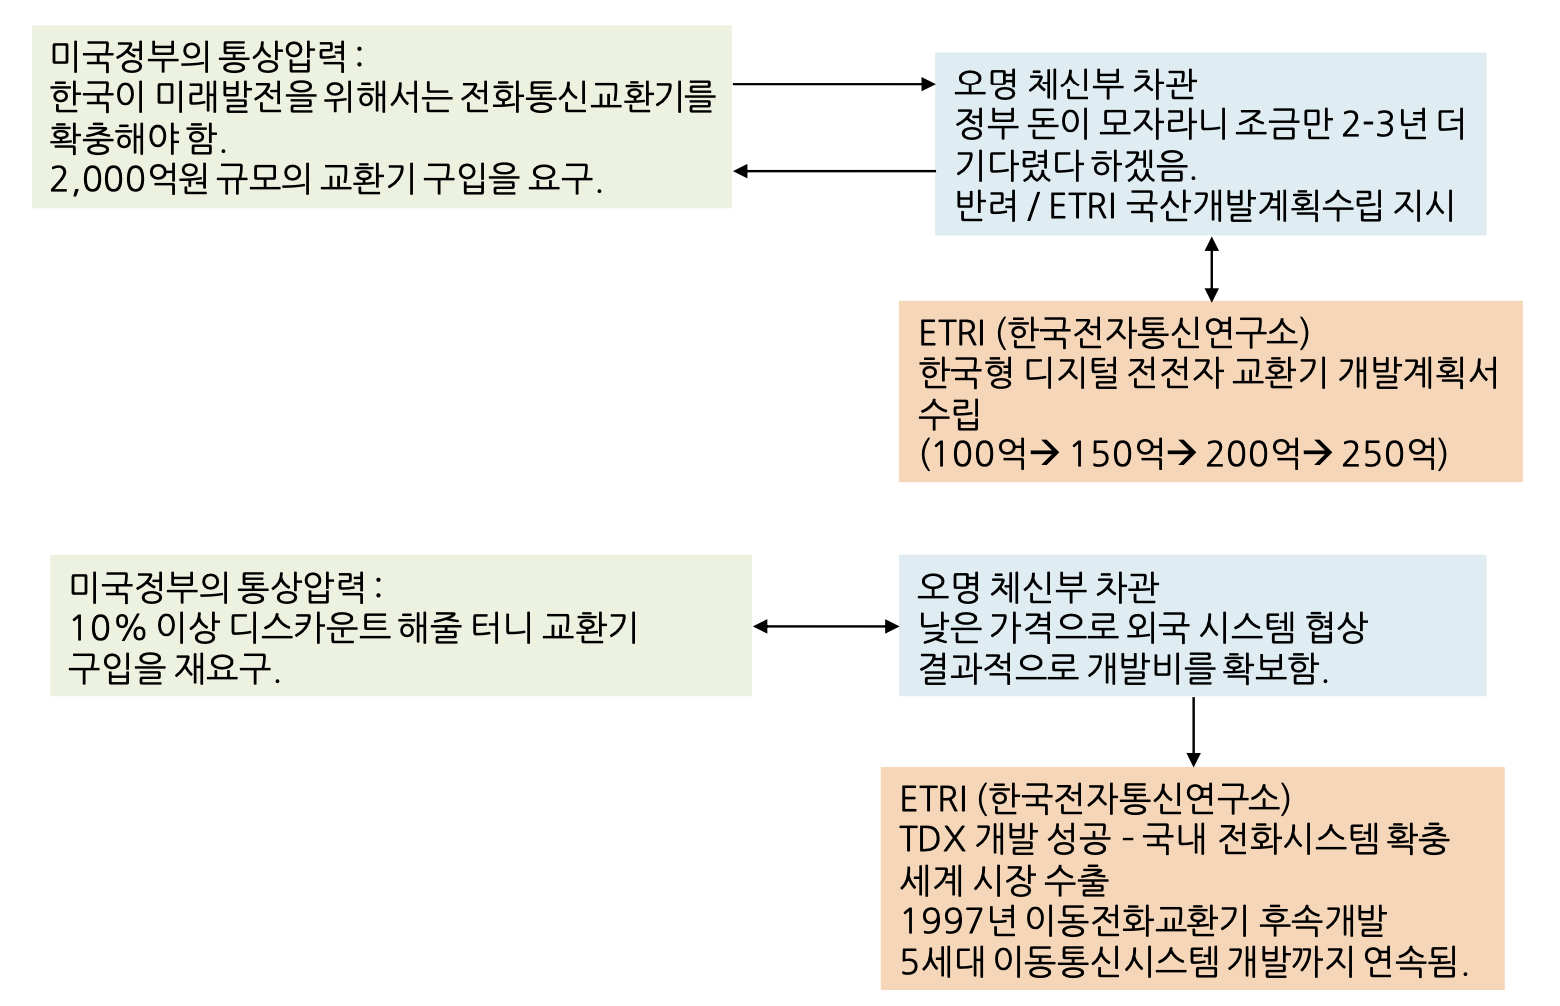 미국정부의 통상압력 :
한국이 미래발전을 위해서는 전화통신교환기를
확충해야 함.
2,000억원 규모의 교환기 구입을 요구.
오명 체신부 차관
정부 돈이 모자라니 조금만 2-3년 더
기다렸다 하겠음.
반려 / ETRI 국산개발계획수립 지시
ETRI (한국전자통신연구소)
한국형 디지털 전전자 교환기 개발계획서
수립
(100억→ 150억→ 200억→ 250억)
미국정부의 통상압력 :
10% 이상 디스카운트 해줄 터니 교환기
구입을 재요구.
오명 체신부 차관
낮은 가격으로 외국 시스템 협상
결과적으로 개발비를 확보함.
ETRI (한국전자통신연구소)
TDX 개발 성공 - 국내 전화시스템 확충
세계 시장 수출
1997년 이동전화교환기 후속개발
5세대 이동통신시스템 개발까지 연속됨.